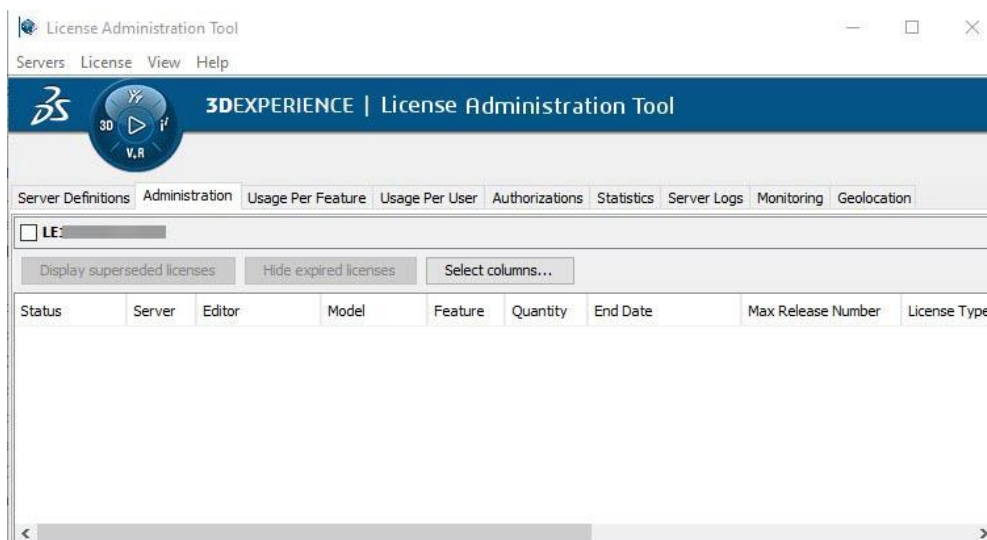 License Administration Tool
Servers License View Help
3DEXPERIENCE | License Administration Tool
3D
V.R
Server Definitions Administration Usage Per Feature Usage Per User Authorizations Statistics Server Logs Monitoring Geolocation
Display superseded licenses Hide expired licenses Select columns...
Status Server Editor Model Feature Quantity End Date Max Release Number License Type